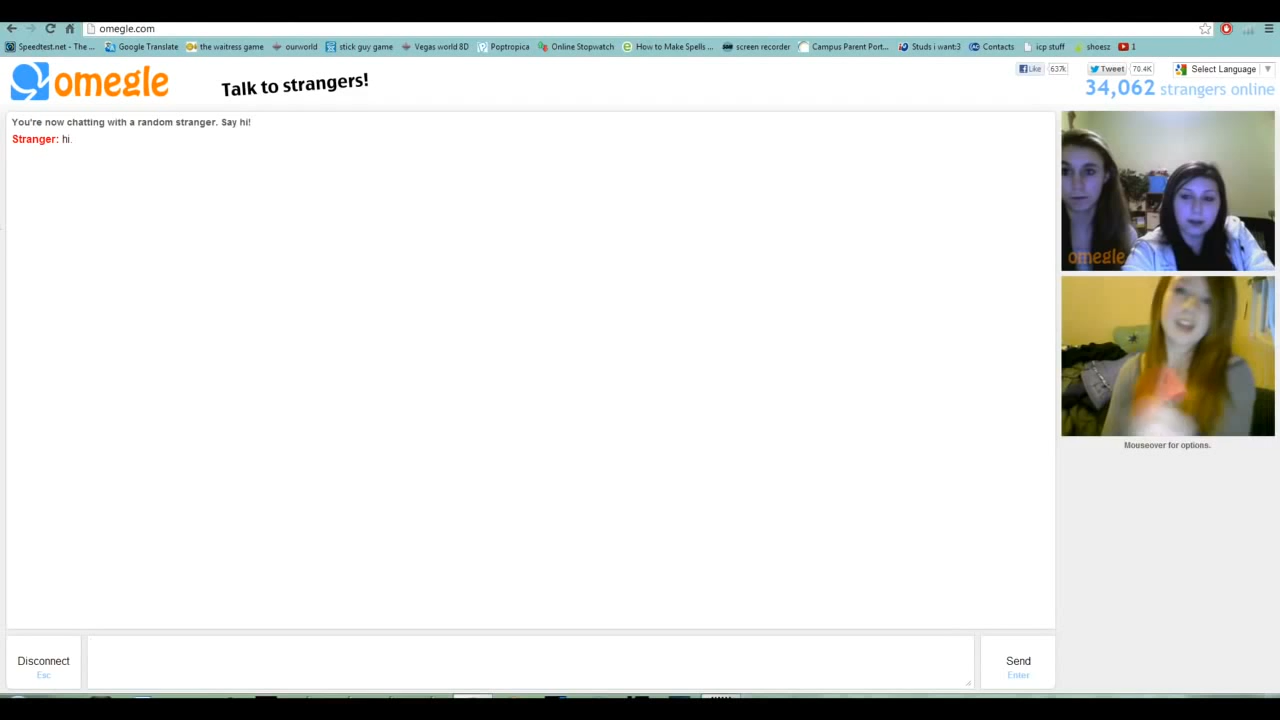 omegle.com
Speedtest.net - The ... Google Translate the waitress game ourworld stick guy game Vegas world 8D Poptropica Online Stopwatch How to Make Spells ... screen recorder Campus Parent Port... Studs i want:3 Contacts icp stuff shoesz 1
omegle Talk to strangers! Like 637k Tweet 70.4K Select Language
34,062 strangers online
You're now chatting with a random stranger. Say hi!
Stranger: hi.
omegle
Mouseover for options.
Disconnect
Esc
Send
Enter